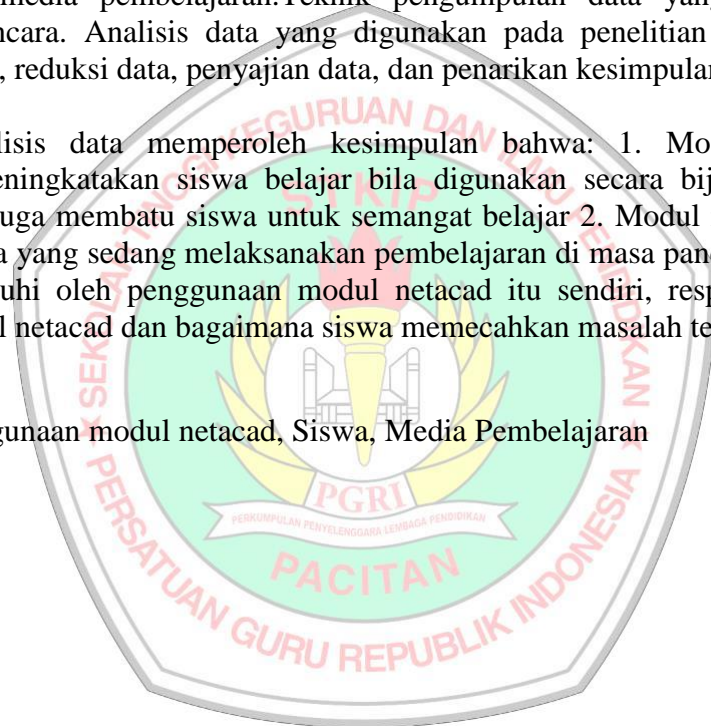 media pembelajaran.Teknik pengumpulan data yang
ncara. Analisis data yang digunakan pada penelitian
, reduksi data, penyajian data, dan penarikan kesimpulan
lisis data memperoleh kesimpulan bahwa: 1. Mo
eningkatakan siswa belajar bila digunakan secara bij
uga membatu siswa untuk semangat belajar 2. Modul
a yang sedang melaksanakan pembelajaran di masa pan
uhi oleh penggunaan modul netacad itu sendiri, resp
l netacad dan bagaimana siswa memecahkan masalah te
gunaan modul netacad, Siswa, Media Pembelajaran
SEKOLAH TINGGI KEGURUAN DAN ILMU PENDIDIKAN
STKIP
PGRI
PERKUMPULAN PENYELENGGARA LEMBAGA PENDIDIKAN
PACITAN
PERSATUAN GURU REPUBLIK INDONESIA